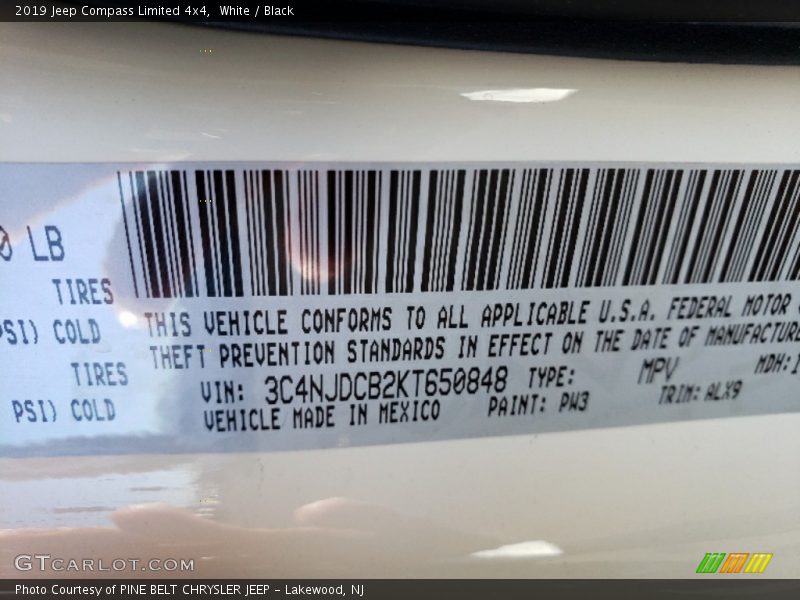 2019 Jeep Compass Limited 4x4, White / Black
LB
TIRES
PSI) COLD
TIRES
PSI) COLD
THIS VEHICLE CONFORMS TO ALL APPLICABLE U.S.A. FEDERAL MOTOR
THEFT PREVENTION STANDARDS IN EFFECT ON THE DATE OF MANUFACTURE
VIN: 3C4NJDCB2KT650848 TYPE: MPV MDH:
VEHICLE MADE IN MEXICO PAINT: PW3 TRIM: ALX9
GTCARLOT.COM
Photo Courtesy of PINE BELT CHRYSLER JEEP - Lakewood, NJ